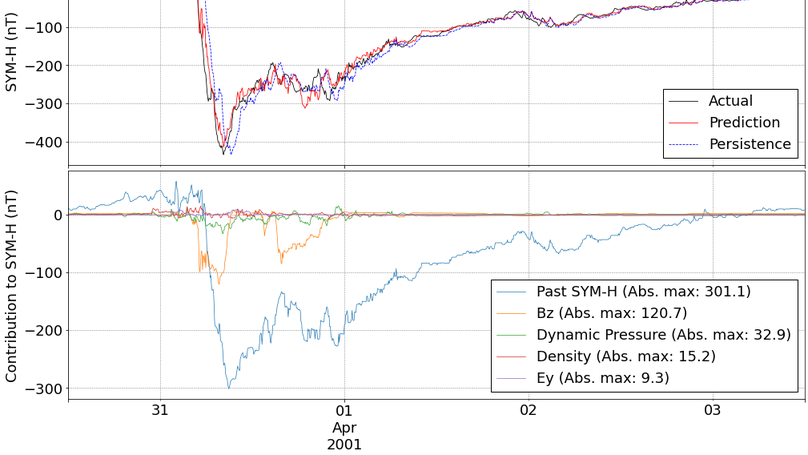 SYM-H (nT)
−100
−200
−300
−400
Actual
Prediction
Persistence
Contribution to SYM-H (nT)
0
−100
−200
−300
Past SYM-H (Abs. max: 301.1)
Bz (Abs. max: 120.7)
Dynamic Pressure (Abs. max: 32.9)
Density (Abs. max: 15.2)
Ey (Abs. max: 9.3)
31
01
02
03
Apr
2001